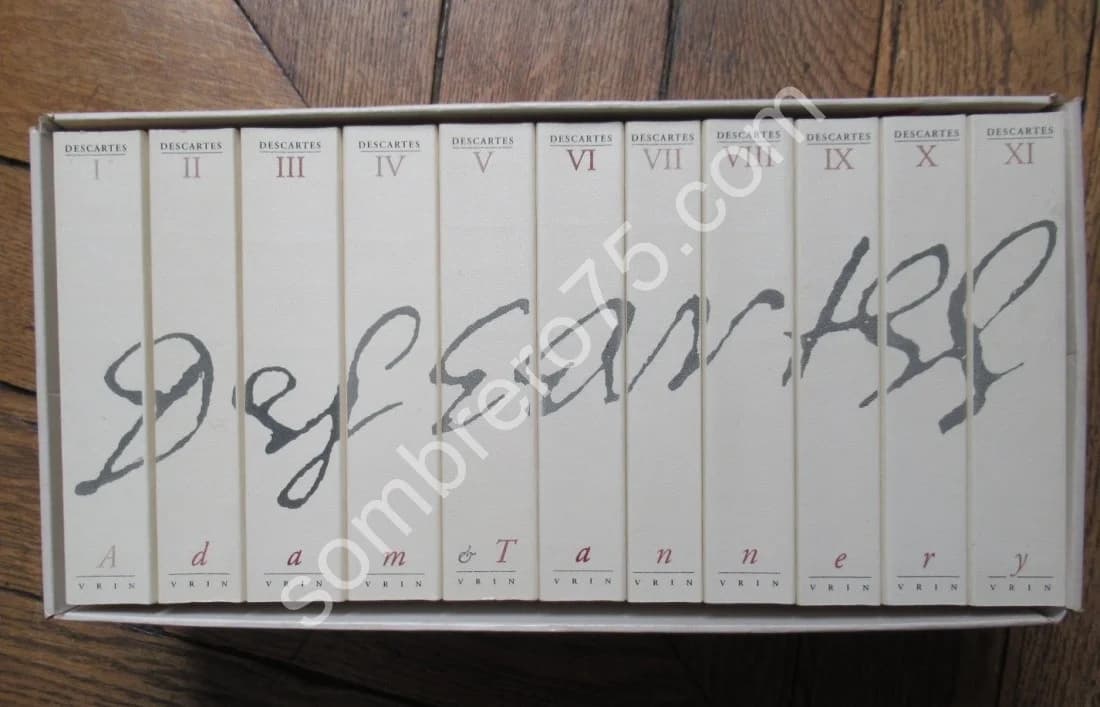 DESCARTES DESCARTES DESCARTES DESCARTES DESCARTES DESCARTES DESCARTES DESCARTES DESCARTES DESCARTES DESCARTES
I II III IV V VI VII VIII IX X XI
Descartes
A d a m & T a n n e r y
VRIN VRIN VRIN VRIN VRIN VRIN VRIN VRIN VRIN VRIN VRIN
sombrero75.com